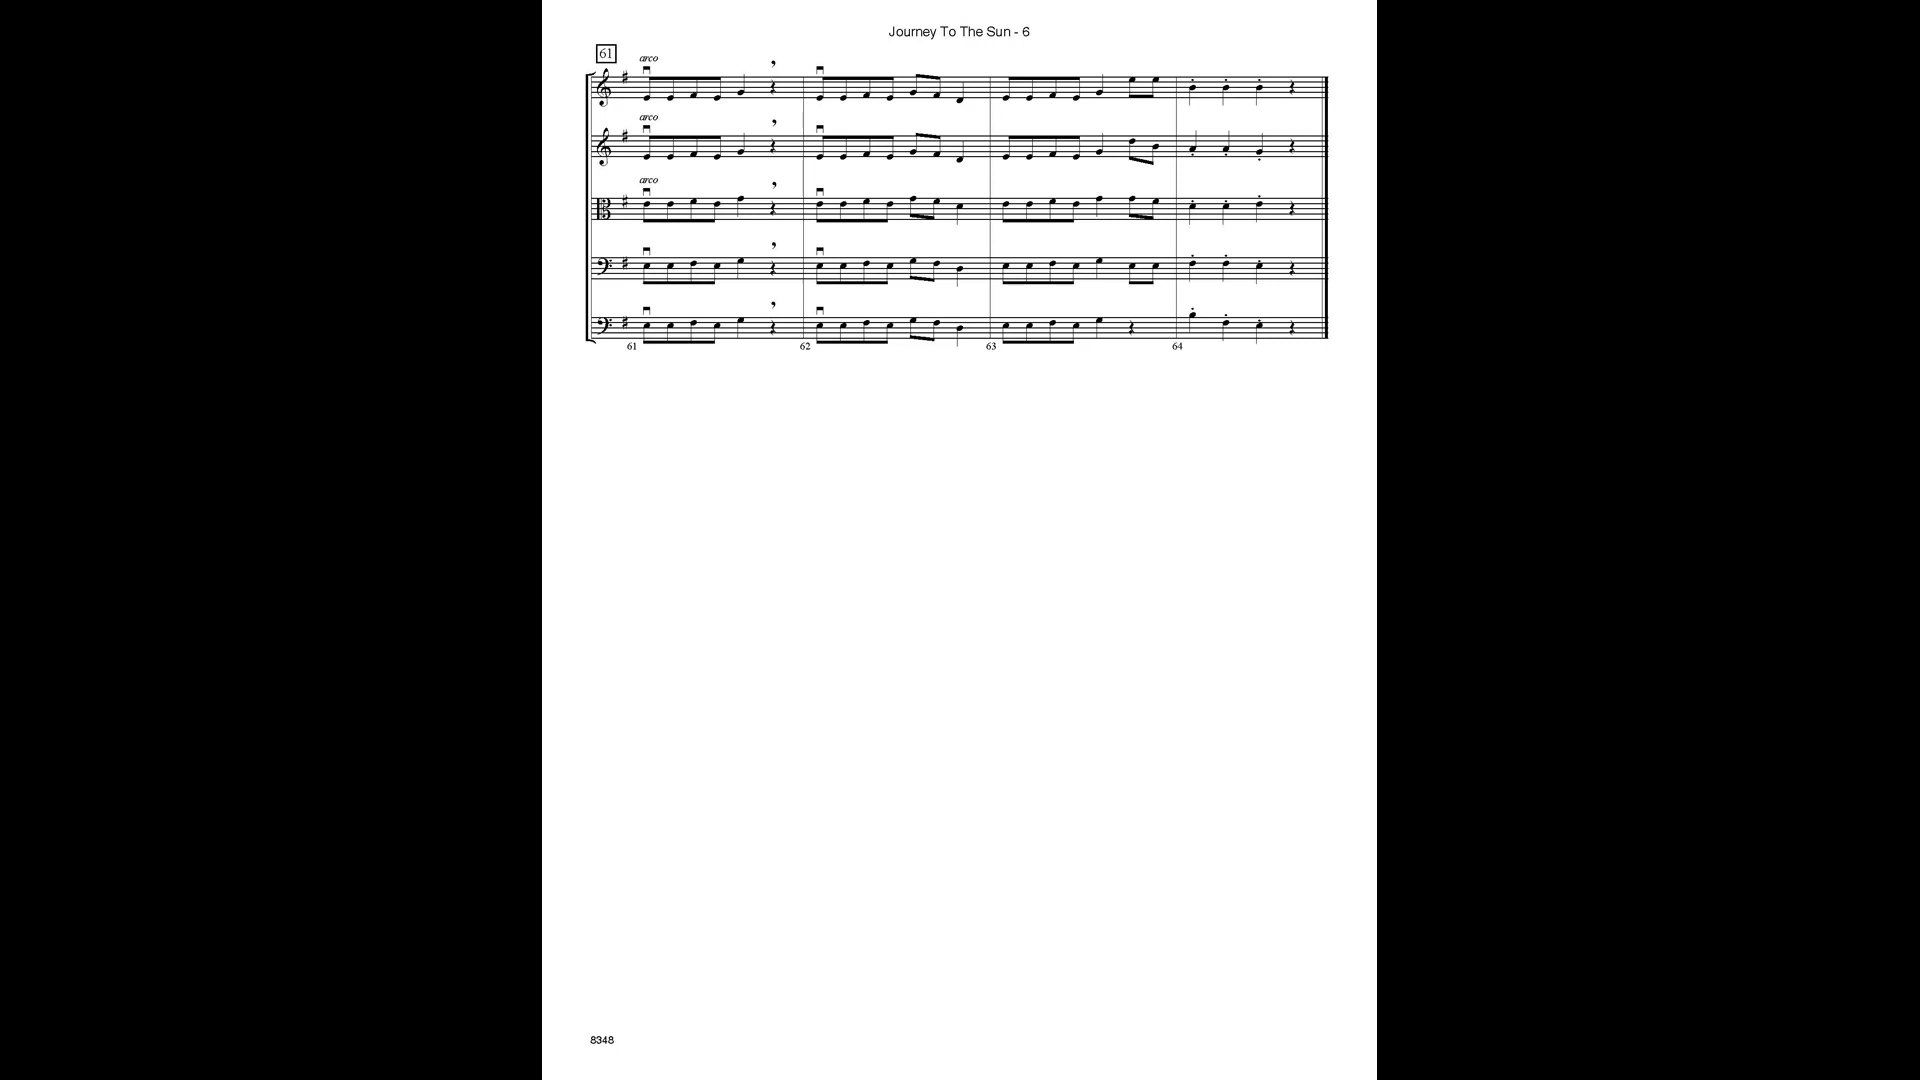 Journey To The Sun - 6
61
arco
arco
arco
61 62 63 64
8348